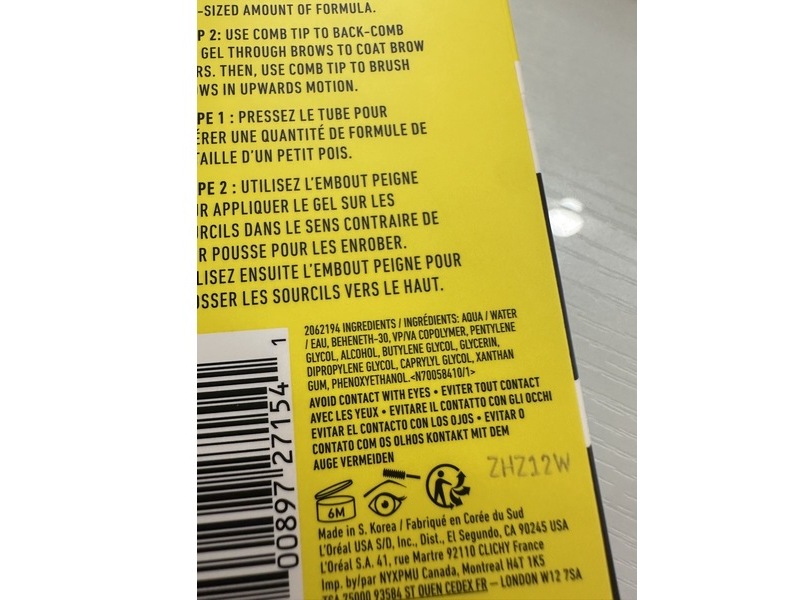 -SIZED AMOUNT OF FORMULA.
P 2: USE COMB TIP TO BACK-COMB
GEL THROUGH BROWS TO COAT BROW
RS. THEN, USE COMB TIP TO BRUSH
WS IN UPWARDS MOTION.
PE 1 : PRESSEZ LE TUBE POUR
ÉRER UNE QUANTITÉ DE FORMULE DE
TAILLE D'UN PETIT POIS.
PE 2 : UTILISEZ L'EMBOUT PEIGNE
R APPLIQUER LE GEL SUR LES
RCILS DANS LE SENS CONTRAIRE DE
R POUSSE POUR LES ENROBER.
LISEZ ENSUITE L'EMBOUT PEIGNE POUR
OSSER LES SOURCILS VERS LE HAUT.
2062194 INGREDIENTS / INGRÉDIENTS: AQUA / WATER
/ EAU, BEHENETH-30, VP/VA COPOLYMER, PENTYLENE
GLYCOL, ALCOHOL, BUTYLENE GLYCOL, GLYCERIN,
DIPROPYLENE GLYCOL, CAPRYLYL GLYCOL, XANTHAN
GUM, PHENOXYETHANOL.<N70058410/1>
AVOID CONTACT WITH EYES • EVITER TOUT CONTACT
AVEC LES YEUX • EVITARE IL CONTATTO CON GLI OCCHI
EVITAR EL CONTACTO CON LOS OJOS • EVITAR O
CONTATO COM OS OLHOS KONTAKT MIT DEM
AUGE VERMEIDEN
00897 27154 1
6M
ZHZ12W
Made in S. Korea / Fabriqué en Corée du Sud
L'Oréal USA S/D, Inc., Dist., El Segundo, CA 90245 USA
L'Oréal S.A. 41, rue Martre 92110 CLICHY France
Imp. by/par NYXPMU Canada, Montreal H4T 1K5
TSA 75000 93584 ST OUEN CEDEX FR – LONDON W12 7SA